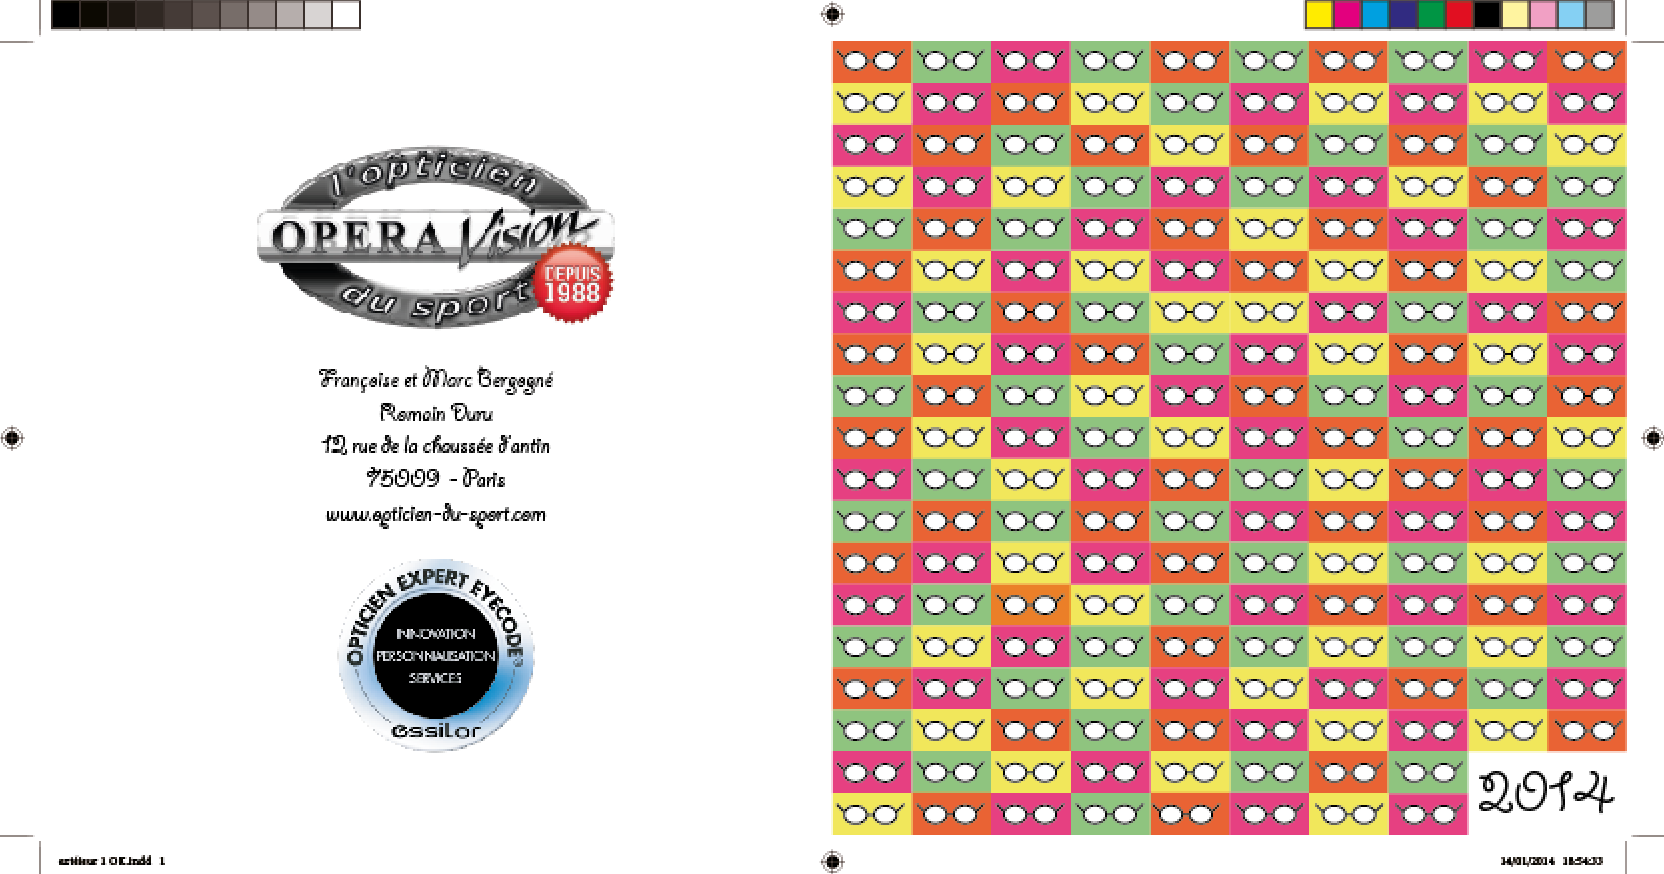 l'opticien
OPERA Vision
du sport
DEPUIS
1988
Françoise et Marc Bergogné
Romain Duru
12, rue de la chaussée d'antin
75009 - Paris
www.opticien-du-sport.com
OPTICIEN EXPERT EYECODE®
INNOVATION
PERSONNALISATION
SERVICES
essilor
2014
1 OK.indd 1
14/01/2014 18:54:33